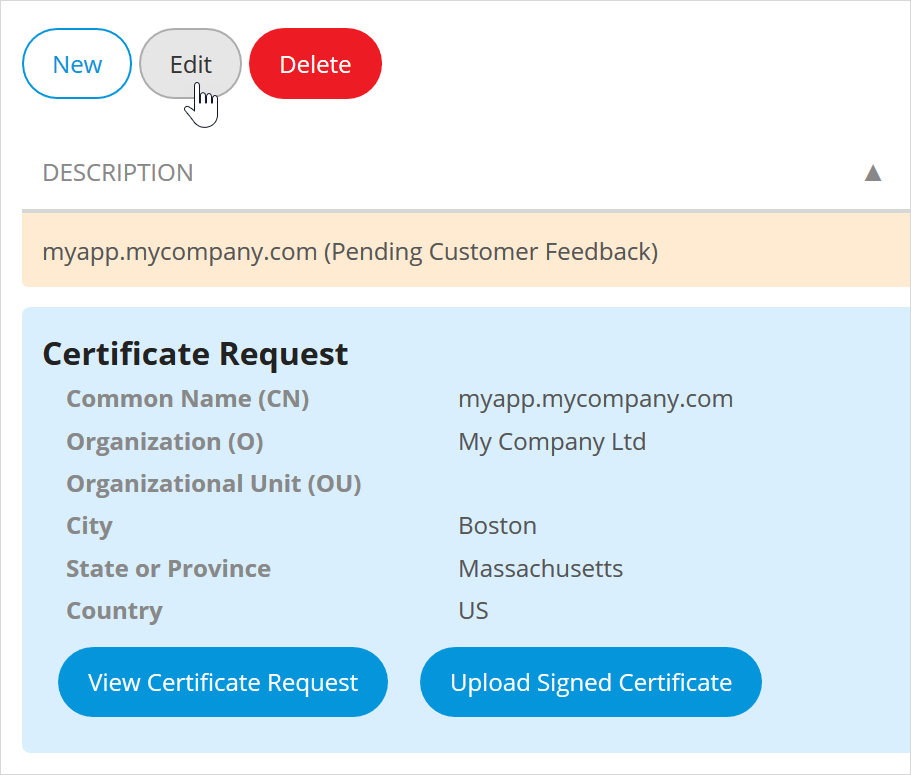 New Edit Delete
DESCRIPTION ▲
myapp.mycompany.com (Pending Customer Feedback)
Certificate Request
Common Name (CN) myapp.mycompany.com
Organization (O) My Company Ltd
Organizational Unit (OU)
City Boston
State or Province Massachusetts
Country US
View Certificate Request Upload Signed Certificate